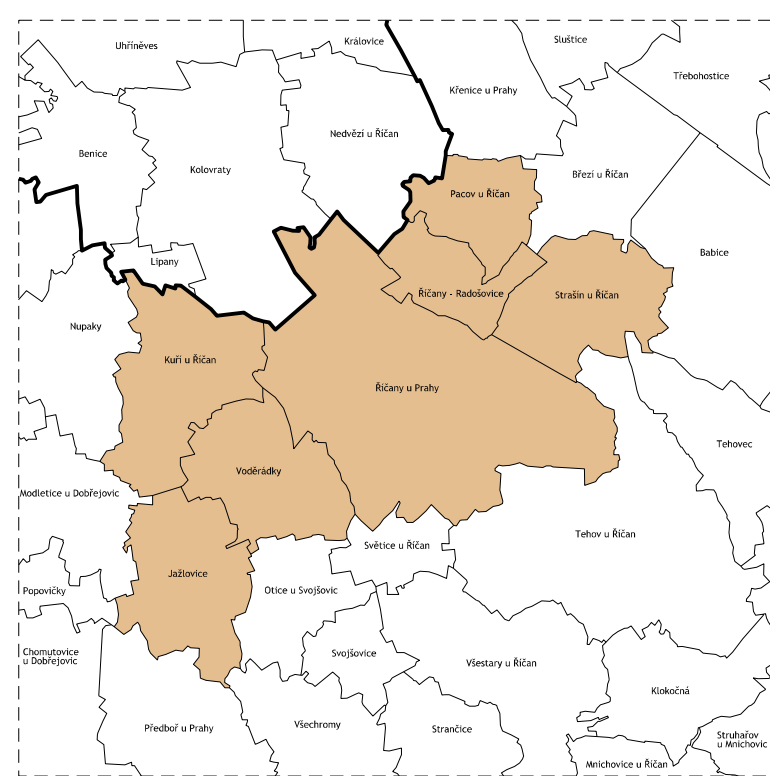 Uhříněves
Královice
Sluštice
Třebohostice
Křenice u Prahy
Nedvězí u Říčan
Benice
Kolovraty
Březí u Říčan
Pacov u Říčan
Babice
Lipany
Říčany - Radošovice
Strašín u Říčan
Nupaky
Kuří u Říčan
Říčany u Prahy
Tehovec
Voděrádky
Modletice u Dobřejovic
Tehov u Říčan
Světice u Říčan
Jažlovice
Otice u Svojšovic
Popovičky
Chomutovice
u Dobřejovic
Svojšovice
Všestary u Říčan
Klokočná
Předboř u Prahy
Všechromy
Strančice
Struhařov
u Mnichovic
Mnichovice u Říčan